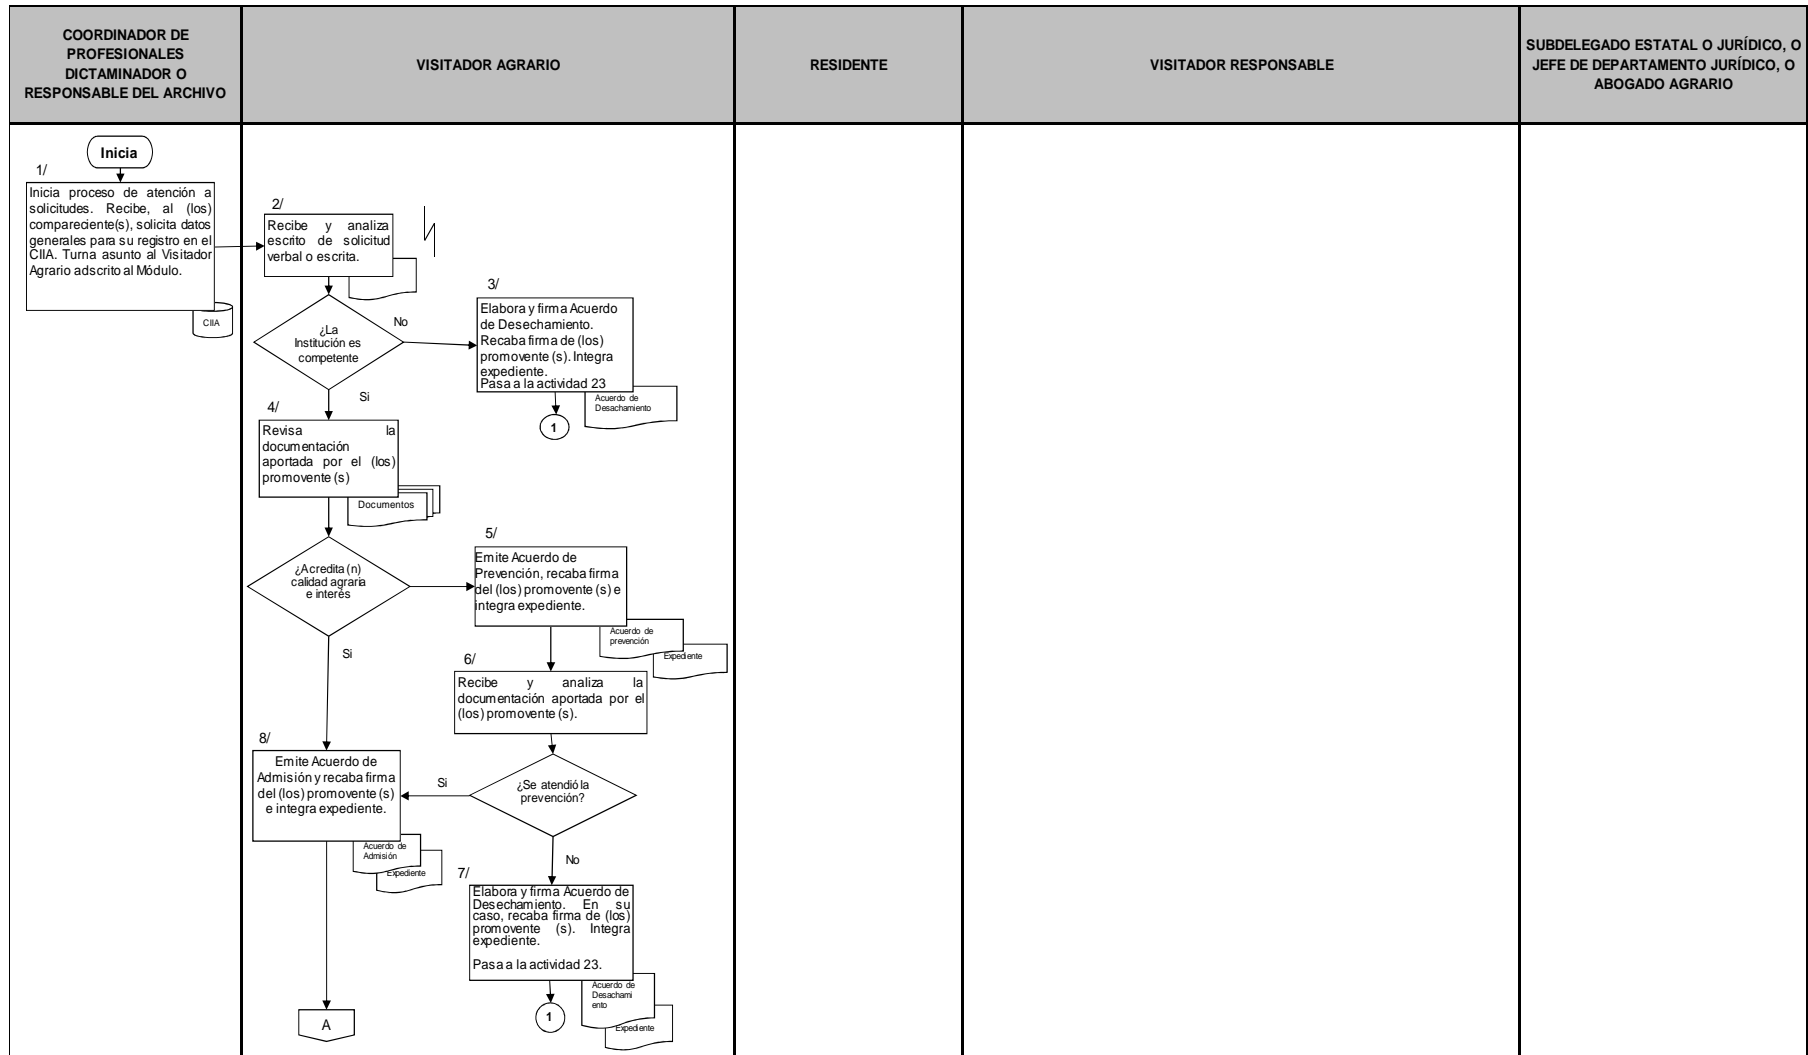 COORDINADOR DE
PROFESIONALES
DICTAMINADOR O
RESPONSABLE DEL ARCHIVO
VISITADOR AGRARIO
RESIDENTE
VISITADOR RESPONSABLE
SUBDELEGADO ESTATAL O JURÍDICO, O
JEFE DE DEPARTAMENTO JURÍDICO, O
ABOGADO AGRARIO
Inicia
1/
Inicia proceso de atención a
solicitudes. Recibe, al (los)
compareciente(s), solicita datos
generales para su registro en el
CIIA. Turna asunto al Visitador
Agrario adscrito al Módulo.
CIIA
2/
Recibe y analiza
escrito de solicitud
verbal o escrita.
¿La
Institución es
competente
No
3/
Elabora y firma Acuerdo
de Desechamiento.
Recaba firma de (los)
promovente (s). Integra
expediente.
Pasa a la actividad 23
Acuerdo de
Desachamiento
1
Si
4/
Revisa la
documentación
aportada por el (los)
promovente (s)
Documentos
¿Acredita (n)
calidad agraria
e interés
5/
Emite Acuerdo de
Prevención, recaba firma
del (los) promovente (s) e
integra expediente.
Acuerdo de
prevención
Expediente
Si
6/
Recibe y analiza la
documentación aportada por el
(los) promovente (s).
8/
Emite Acuerdo de
Admisión y recaba firma
del (los) promovente (s)
e integra expediente.
Acuerdo de
Admisión
Expediente
Si
¿Se atendió la
prevención?
No
7/
Elabora y firma Acuerdo de
Desechamiento. En su
caso, recaba firma de (los)
promovente (s). Integra
expediente.
Pasa a la actividad 23.
Acuerdo de
Desachami
ento
Expediente
1
A